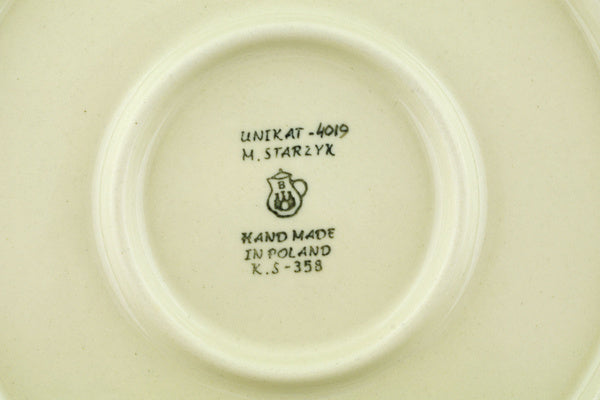 UNIKAT - 4019
M. STARZYK
B
HAND MADE
IN POLAND
K.S - 358